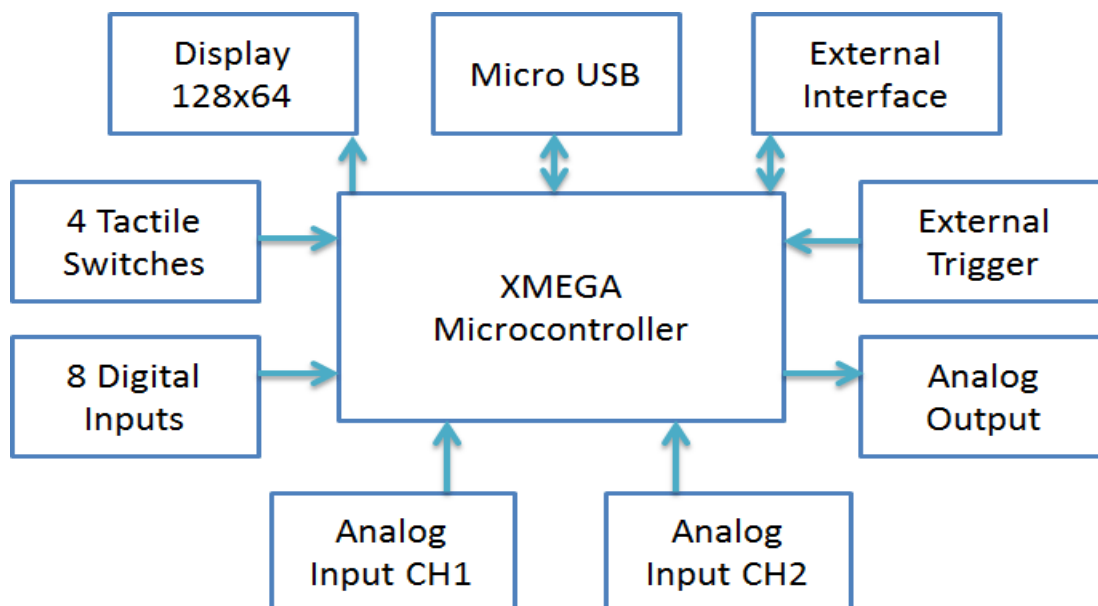 Display
128x64
Micro USB
External
Interface
4 Tactile
Switches
XMEGA
Microcontroller
External
Trigger
8 Digital
Inputs
Analog
Output
Analog
Input CH1
Analog
Input CH2